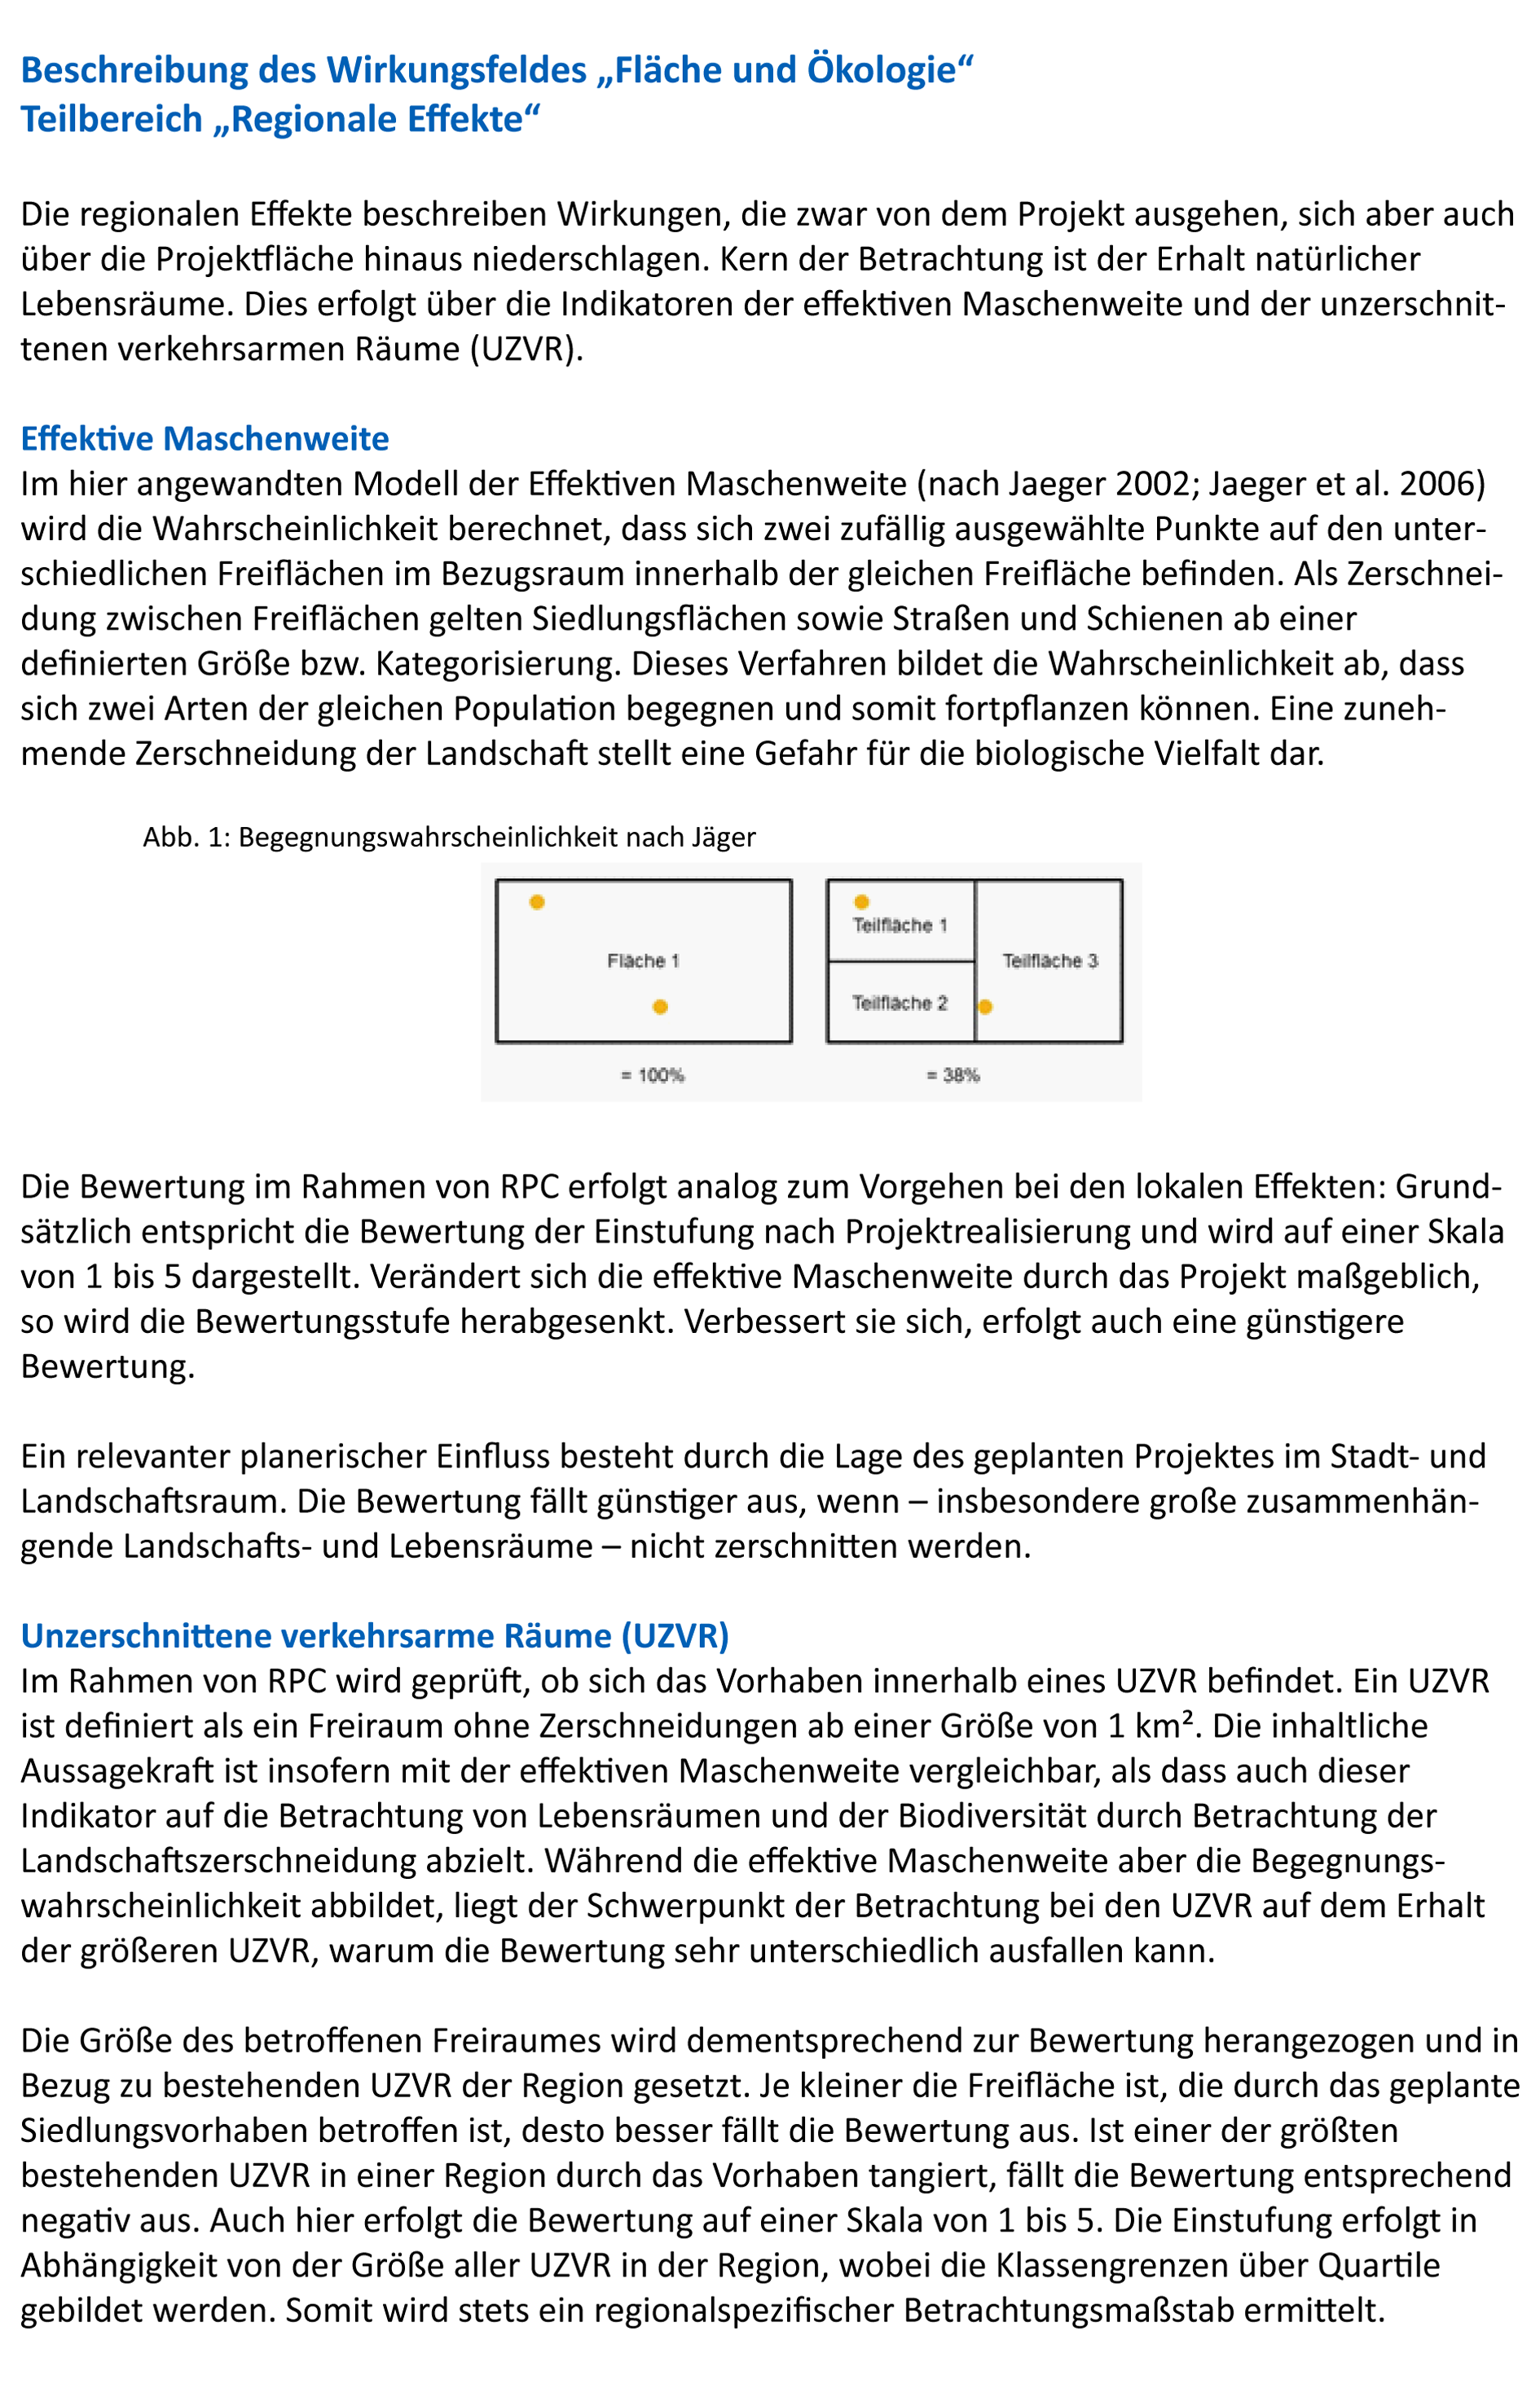 Beschreibung des Wirkungsfeldes „Fläche und Ökologie“
Teilbereich „Regionale Effekte“
Die regionalen Effekte beschreiben Wirkungen, die zwar von dem Projekt ausgehen, sich aber auch
über die Projektfläche hinaus niederschlagen. Kern der Betrachtung ist der Erhalt natürlicher
Lebensräume. Dies erfolgt über die Indikatoren der effektiven Maschenweite und der unzerschnit-
tenen verkehrsarmen Räume (UZVR).
Effektive Maschenweite
Im hier angewandten Modell der Effektiven Maschenweite (nach Jaeger 2002; Jaeger et al. 2006)
wird die Wahrscheinlichkeit berechnet, dass sich zwei zufällig ausgewählte Punkte auf den unter-
schiedlichen Freiflächen im Bezugsraum innerhalb der gleichen Freifläche befinden. Als Zerschnei-
dung zwischen Freiflächen gelten Siedlungsflächen sowie Straßen und Schienen ab einer
definierten Größe bzw. Kategorisierung. Dieses Verfahren bildet die Wahrscheinlichkeit ab, dass
sich zwei Arten der gleichen Population begegnen und somit fortpflanzen können. Eine zuneh-
mende Zerschneidung der Landschaft stellt eine Gefahr für die biologische Vielfalt dar.
Abb. 1: Begegnungswahrscheinlichkeit nach Jäger
Fläche 1
= 100%
Teilfläche 1
Teilfläche 2
Teilfläche 3
= 38%
Die Bewertung im Rahmen von RPC erfolgt analog zum Vorgehen bei den lokalen Effekten: Grund-
sätzlich entspricht die Bewertung der Einstufung nach Projektrealisierung und wird auf einer Skala
von 1 bis 5 dargestellt. Verändert sich die effektive Maschenweite durch das Projekt maßgeblich,
so wird die Bewertungsstufe herabgesenkt. Verbessert sie sich, erfolgt auch eine günstigere
Bewertung.
Ein relevanter planerischer Einfluss besteht durch die Lage des geplanten Projektes im Stadt- und
Landschaftsraum. Die Bewertung fällt günstiger aus, wenn – insbesondere große zusammenhän-
gende Landschafts- und Lebensräume – nicht zerschnitten werden.
Unzerschnittene verkehrsarme Räume (UZVR)
Im Rahmen von RPC wird geprüft, ob sich das Vorhaben innerhalb eines UZVR befindet. Ein UZVR
ist definiert als ein Freiraum ohne Zerschneidungen ab einer Größe von 1 km². Die inhaltliche
Aussagekraft ist insofern mit der effektiven Maschenweite vergleichbar, als dass auch dieser
Indikator auf die Betrachtung von Lebensräumen und der Biodiversität durch Betrachtung der
Landschaftszerschneidung abzielt. Während die effektive Maschenweite aber die Begegnungs-
wahrscheinlichkeit abbildet, liegt der Schwerpunkt der Betrachtung bei den UZVR auf dem Erhalt
der größeren UZVR, warum die Bewertung sehr unterschiedlich ausfallen kann.
Die Größe des betroffenen Freiraumes wird dementsprechend zur Bewertung herangezogen und in
Bezug zu bestehenden UZVR der Region gesetzt. Je kleiner die Freifläche ist, die durch das geplante
Siedlungsvorhaben betroffen ist, desto besser fällt die Bewertung aus. Ist einer der größten
bestehenden UZVR in einer Region durch das Vorhaben tangiert, fällt die Bewertung entsprechend
negativ aus. Auch hier erfolgt die Bewertung auf einer Skala von 1 bis 5. Die Einstufung erfolgt in
Abhängigkeit von der Größe aller UZVR in der Region, wobei die Klassengrenzen über Quartile
gebildet werden. Somit wird stets ein regionalspezifischer Betrachtungsmaßstab ermittelt.